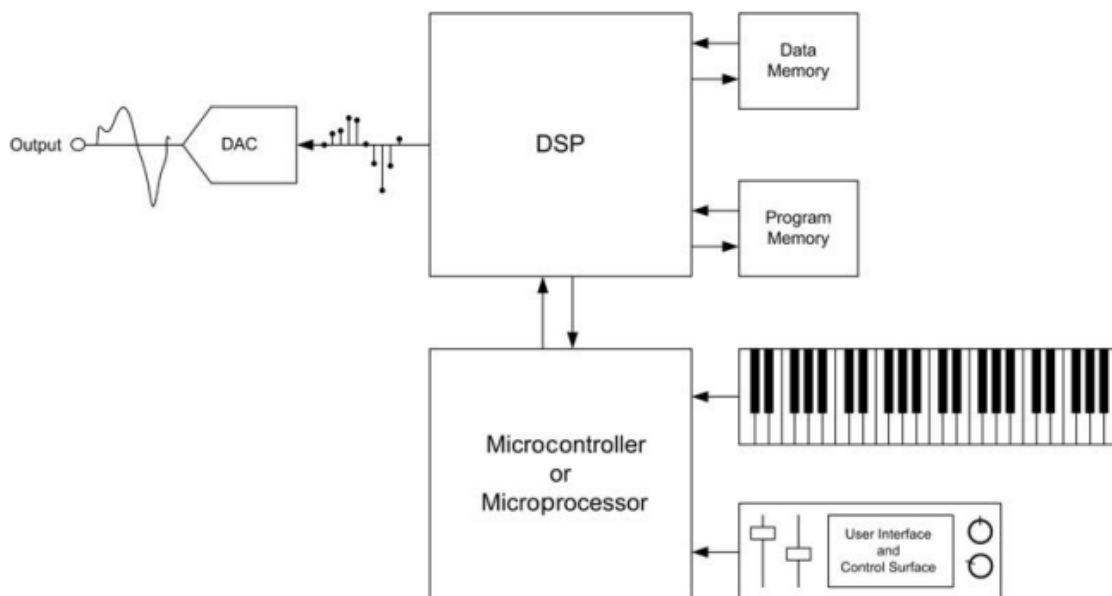 Data
Memory
Output
DAC
DSP
Program
Memory
Microcontroller
or
Microprocessor
User Interface
and
Control Surface